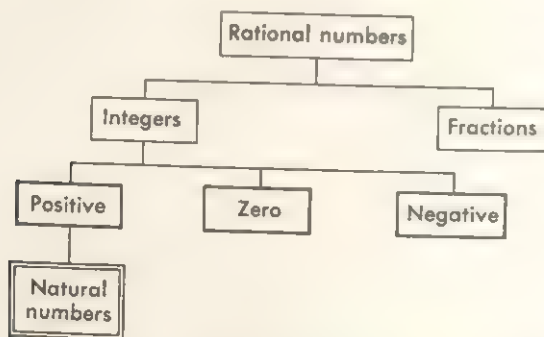 Rational numbers
Integers
Fractions
Positive
Zero
Negative
Natural
numbers